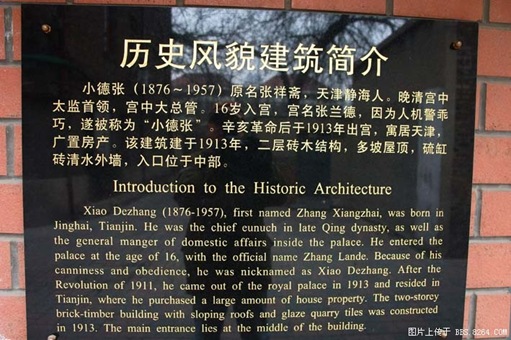 历史风貌建筑简介
小德张（1876～1957）原名张祥斋，天津静海人。晚清宫中
太监首领，宫中大总管。16岁入宫，宫名张兰德，因为人机警乖
巧，遂被称为“小德张”。辛亥革命后于1913年出宫，寓居天津，
广置房产。该建筑建于1913年，二层砖木结构，多坡屋顶，硫缸
砖清水外墙，入口位于中部。
Introduction to the Historic Architecture
Xiao Dezhang (1876-1957), first named Zhang Xiangzhai, was born in
Jinghai, Tianjin. He was the chief eunuch in late Qing dynasty, as well as
the general manger of domestic affairs inside the palace. He entered the
palace at the age of 16, with the official name Zhang Lande. Because of his
canniness and obedience, he was nicknamed as Xiao Dezhang. After the
Revolution of 1911, he came out of the royal palace in 1913 and resided in
Tianjin, where he purchased a large amount of house property. The two-storey
brick-timber building with sloping roofs and glaze quarry tiles was constructed
in 1913. The main entrance lies at the middle of the building.
图片上传于 BBS.8264.COM